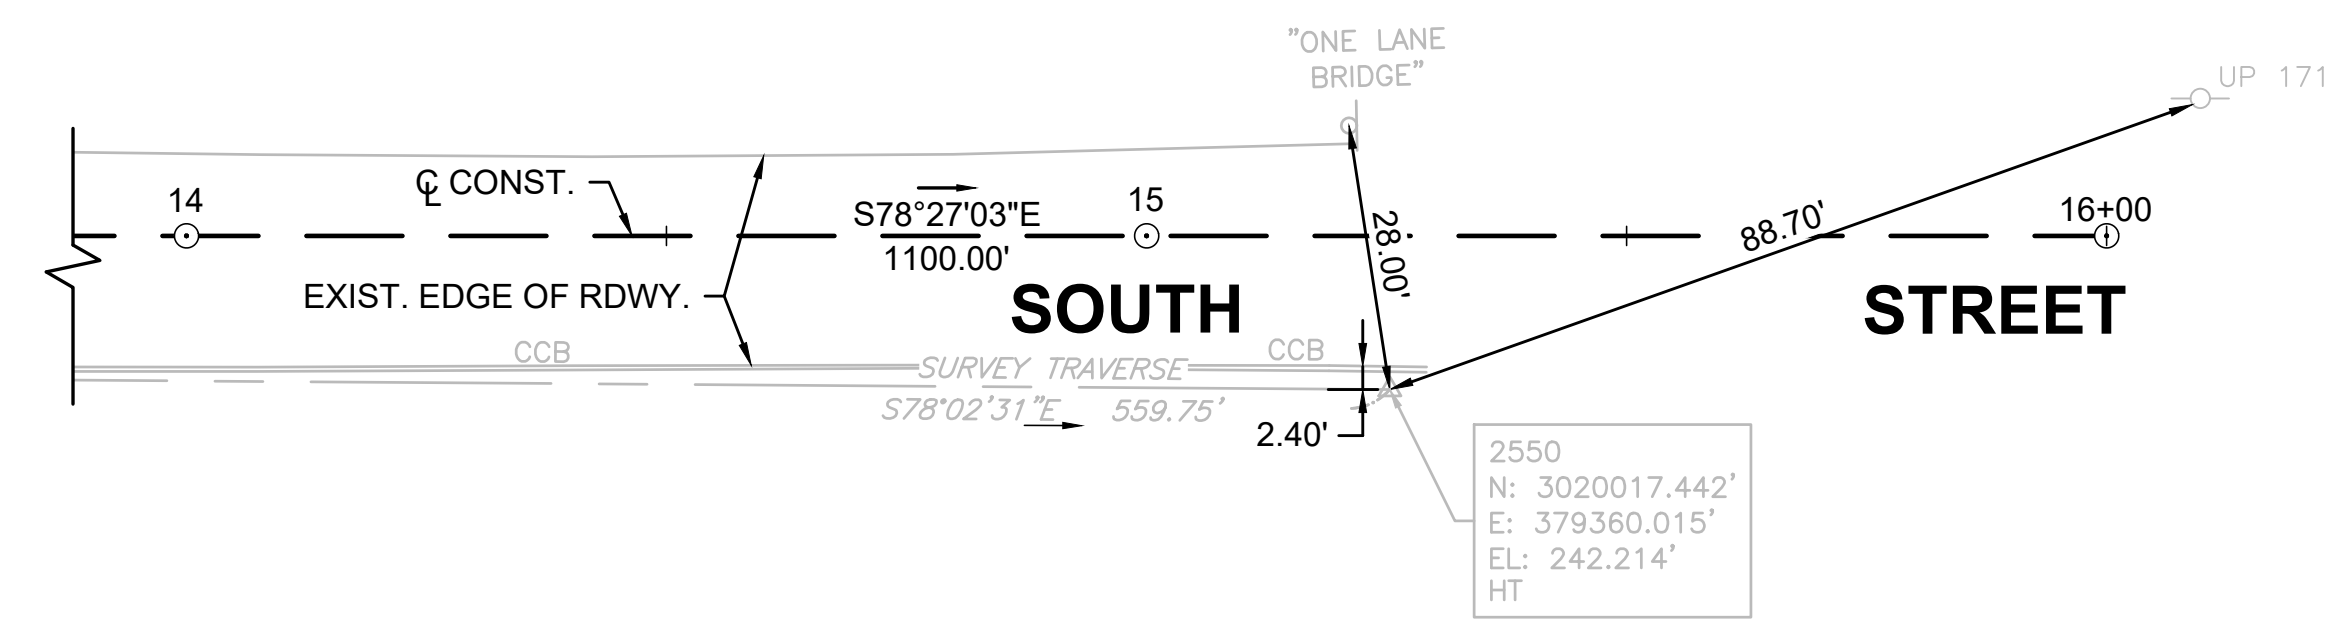 "ONE LANE
BRIDGE"
UP 171
℄ CONST.
14
S78°27'03"E
1100.00'
15
28.00'
88.70'
16+00
EXIST. EDGE OF RDWY.
SOUTH STREET
CCB
SURVEY TRAVERSE
CCB
S78°02'31"E 559.75'
2.40'
2550
N: 3020017.442'
E: 379360.015'
EL: 242.214'
HT